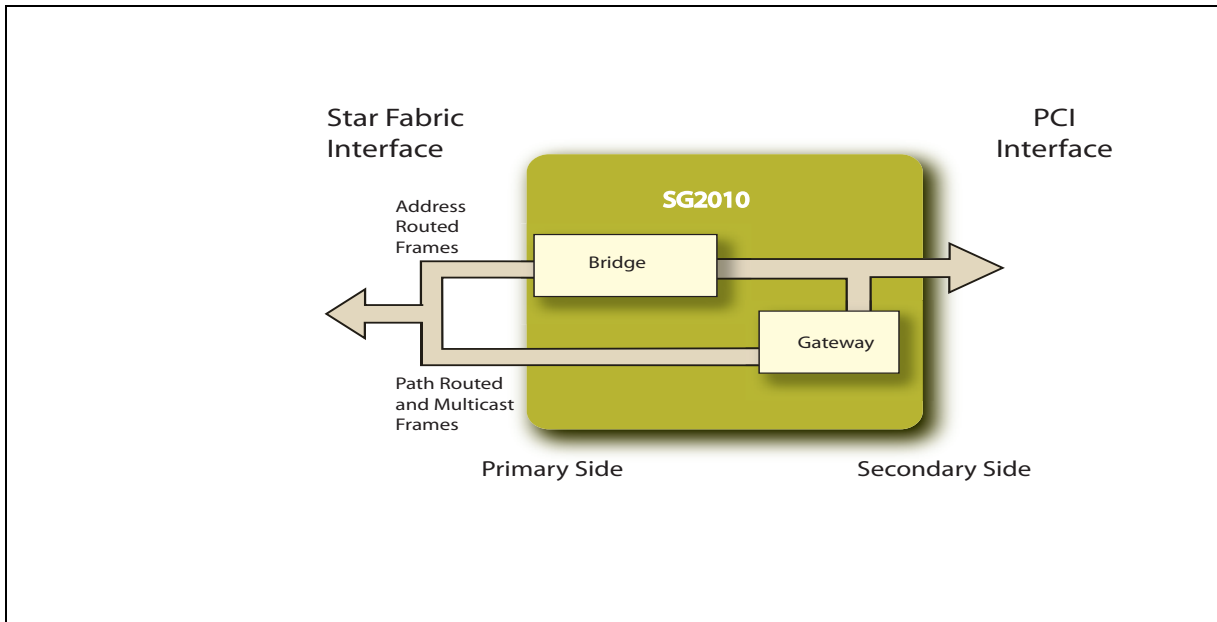 Star Fabric
Interface
PCI
Interface
SG2010
Address
Routed
Frames
Bridge
Gateway
Path Routed
and Multicast
Frames
Primary Side
Secondary Side